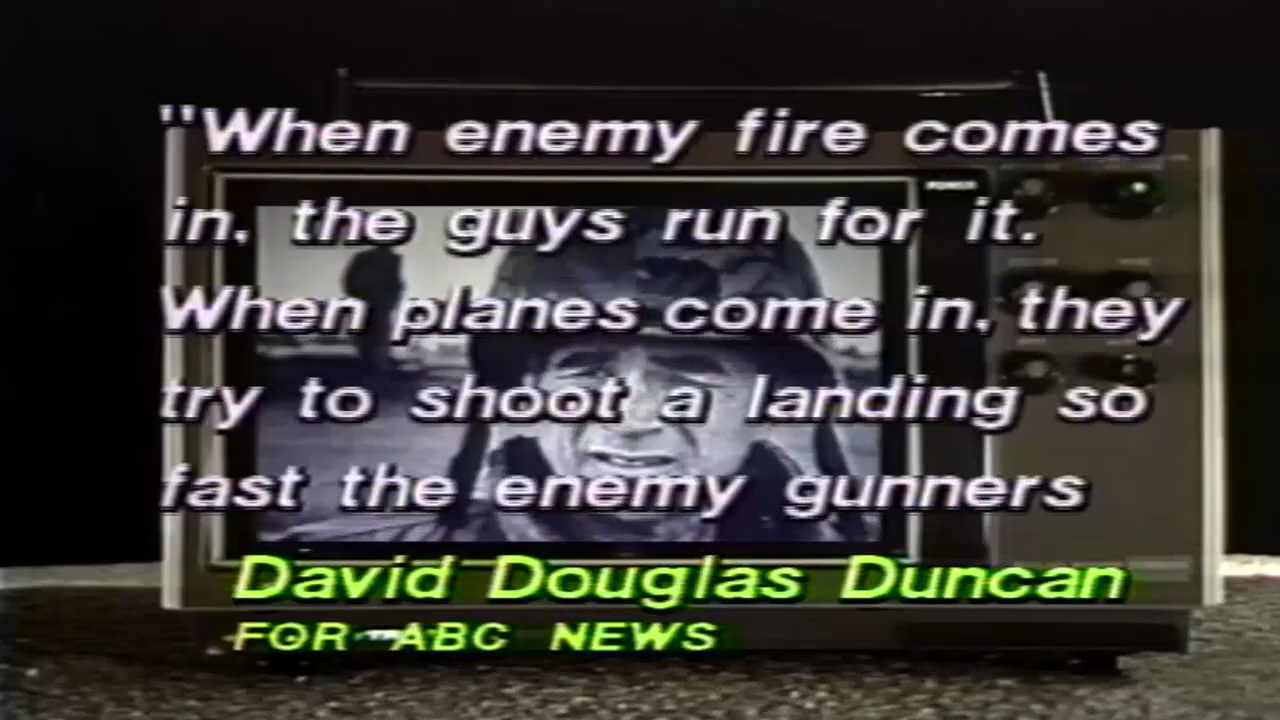 "When enemy fire comes
in, the guys run for it.
When planes come in, they
try to shoot a landing so
fast the enemy gunners
David Douglas Duncan
FOR ABC NEWS
POWER